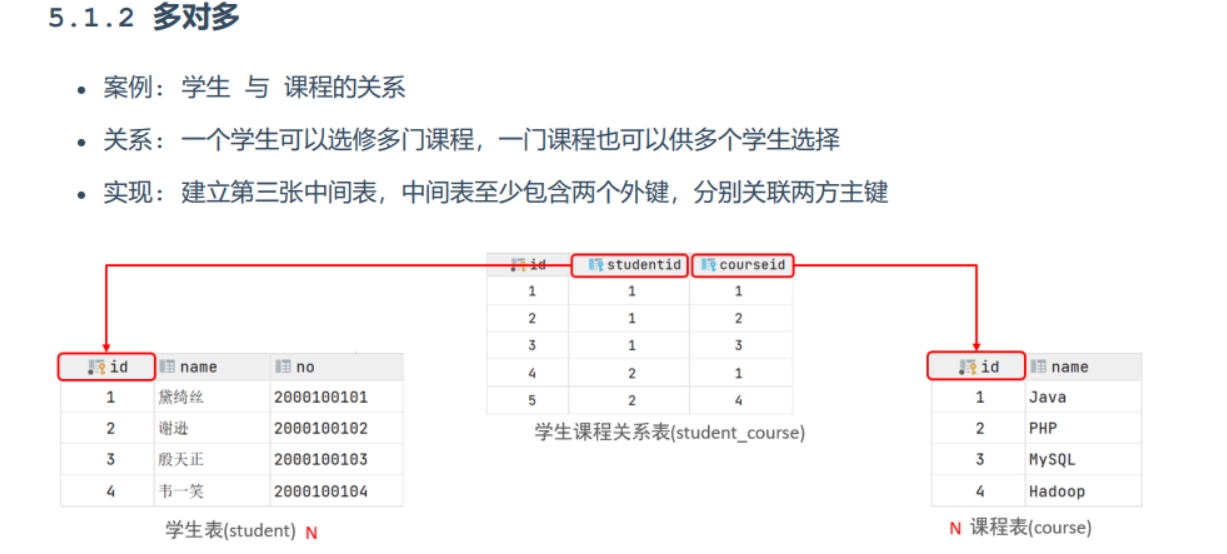 5.1.2 多对多
• 案例: 学生 与 课程的关系
• 关系: 一个学生可以选修多门课程，一门课程也可以供多个学生选择
• 实现: 建立第三张中间表，中间表至少包含两个外键，分别关联两方主键
id studentid courseid
1 1 1
2 1 2
3 1 3
4 2 1
5 2 4
学生课程关系表(student_course)
id name no
1 黛绮丝 2000100101
2 谢逊 2000100102
3 殷天正 2000100103
4 韦一笑 2000100104
学生表(student) N
id name
1 Java
2 PHP
3 MySQL
4 Hadoop
N 课程表(course)